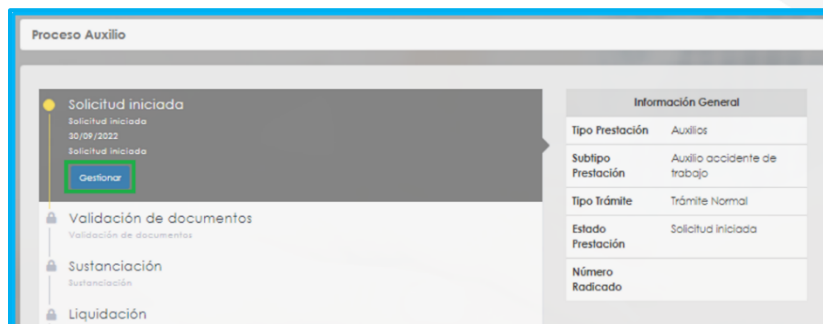 Proceso Auxilio
Solicitud iniciada
Solicitud iniciada
30/09/2022
Solicitud iniciada
Gestionar
Validación de documentos
Validación de documentos
Sustanciación
Sustanciación
Liquidación
Información General
Tipo Prestación Auxilios
Subtipo Auxilio accidente de
Prestación trabajo
Tipo Trámite Trámite Normal
Estado Solicitud iniciada
Prestación
Número
Radicado